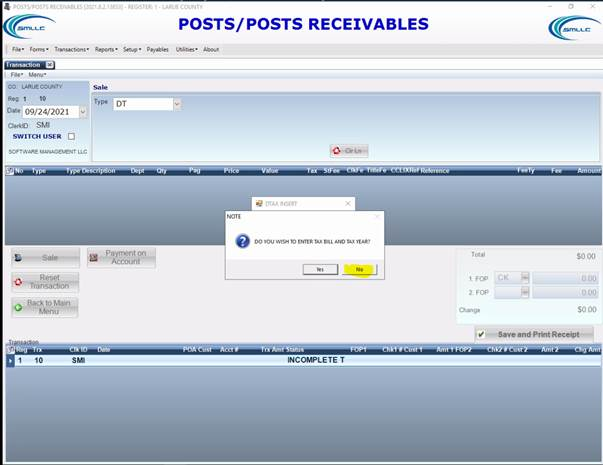 POSTS/POSTS RECEIVABLES [2021.8.2.13653] - REGISTER: 1 - LARUE COUNTY
SMLLC
POSTS/POSTS RECEIVABLES
SMLLC
File Forms Transactions Reports Setup Payables Utilities About
Transaction
File Menu
CO. LARUE COUNTY
Reg 1 10
Date 09/24/2021
ClerkID: SMI
SWITCH USER
SOFTWARE MANAGEMENT LLC
Sale
Type DT
Clr Ln
No Type Type Description Dept Qty Pag Price Value Tax StFee ClkFe TitleFe CCLIXRef Reference FeeTy Fee Amount
DTAX INSERT
NOTE
DO YOU WISH TO ENTER TAX BILL AND TAX YEAR?
Yes No
Sale
Payment on Account
Reset Transaction
Back to Main Menu
Total $0.00
1. FOP CK 0.00
2. FOP 0.00
Change $0.00
Save and Print Receipt
Transaction
Reg Trx Clk ID Date POA Cust Acct # Trx Amt Status FOP1 Chk1 # Cust 1 Amt 1 FOP2 Chk2 # Cust 2 Amt 2 Chg Amt
1 10 SMI INCOMPLETE T